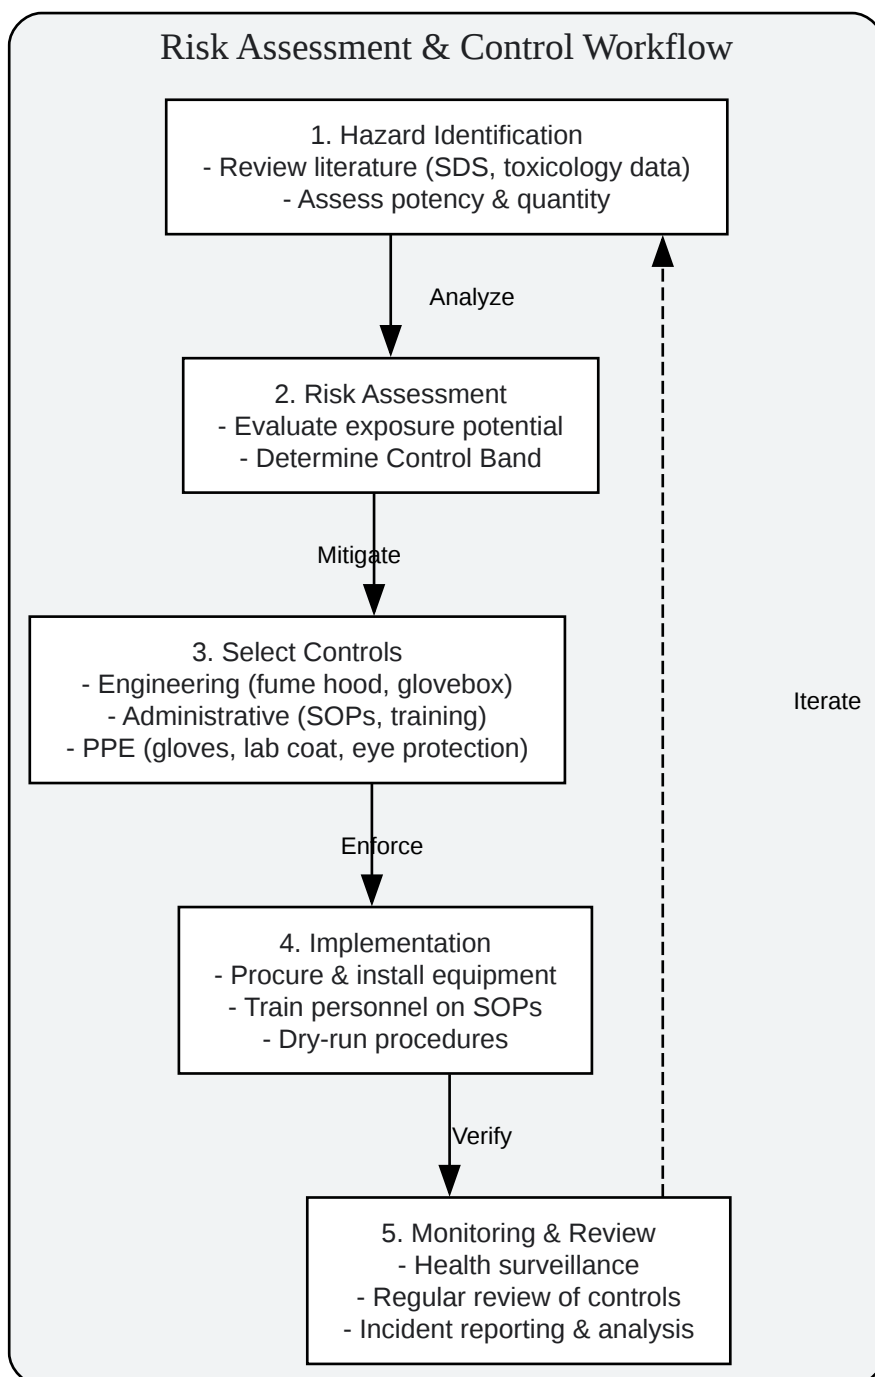 Risk Assessment & Control Workflow
1. Hazard Identification
- Review literature (SDS, toxicology data)
- Assess potency & quantity
Analyze
2. Risk Assessment
- Evaluate exposure potential
- Determine Control Band
Mitigate
3. Select Controls
- Engineering (fume hood, glovebox)
- Administrative (SOPs, training)
- PPE (gloves, lab coat, eye protection)
Iterate
Enforce
4. Implementation
- Procure & install equipment
- Train personnel on SOPs
- Dry-run procedures
Verify
5. Monitoring & Review
- Health surveillance
- Regular review of controls
- Incident reporting & analysis